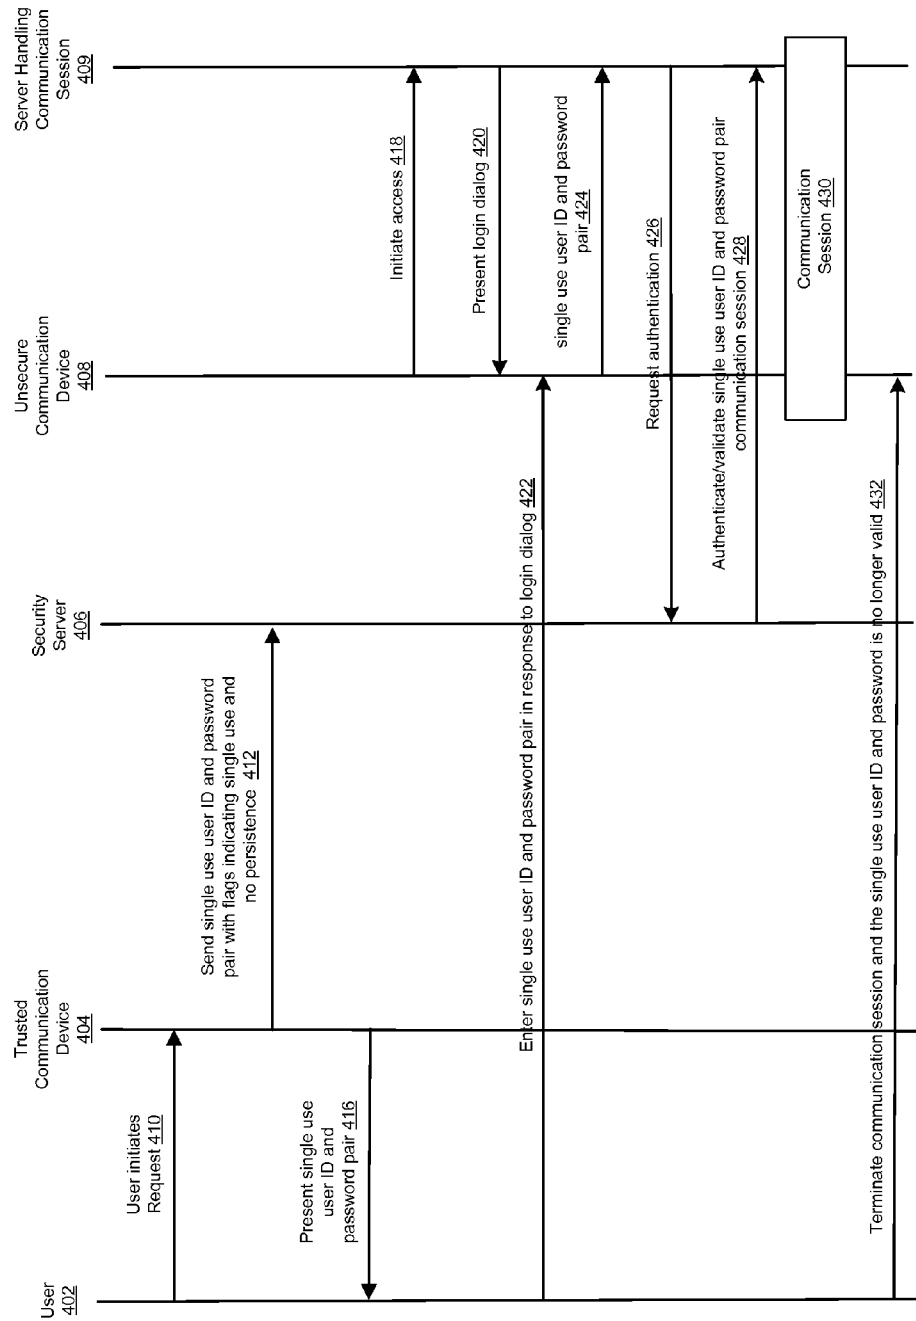 User
402
Trusted
Communication
Device
404
Security
Server
406
Unsecure
Communication
Device
408
Server Handling
Communication
Session
409
User initiates
Request 410
Send single use user ID and password
pair with flags indicating single use and
no persistence 412
Present single use
user ID and
password pair 416
Initiate access 418
Present login dialog 420
Enter single use user ID and password pair in response to login dialog 422
single use user ID and password
pair 424
Request authentication 426
Authenticate/validate single use user ID and password pair
communication session 428
Communication
Session 430
Terminate communication session and the single use user ID and password is no longer valid 432